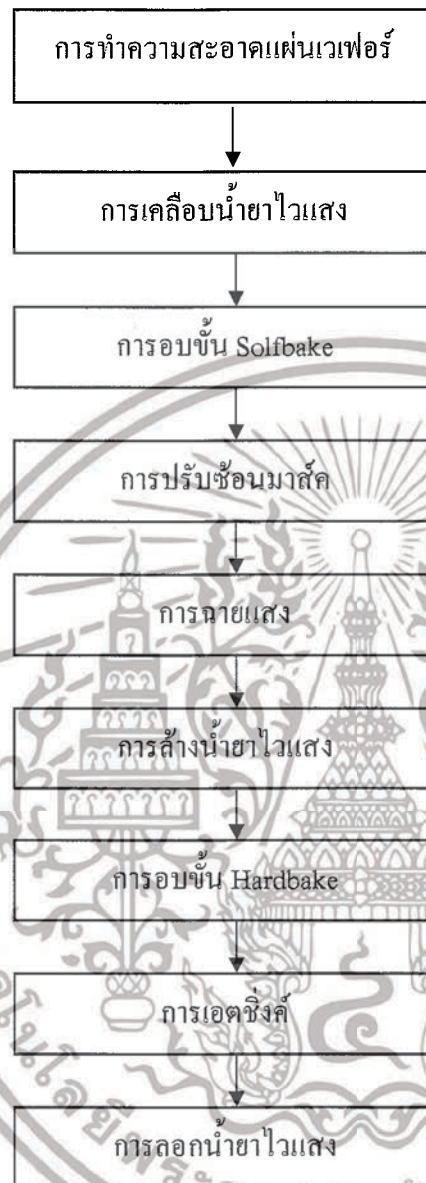 การทำความสะอาดแผ่นเวเฟอร์
การเคลือบน้ำยาไวแสง
การอบขั้น Solfbake
การปรับซ้อนมาส์ค
การฉายแสง
การล้างน้ำยาไวแสง
การอบขั้น Hardbake
การเอตชิ่งค์
การลอกน้ำยาไวแสง